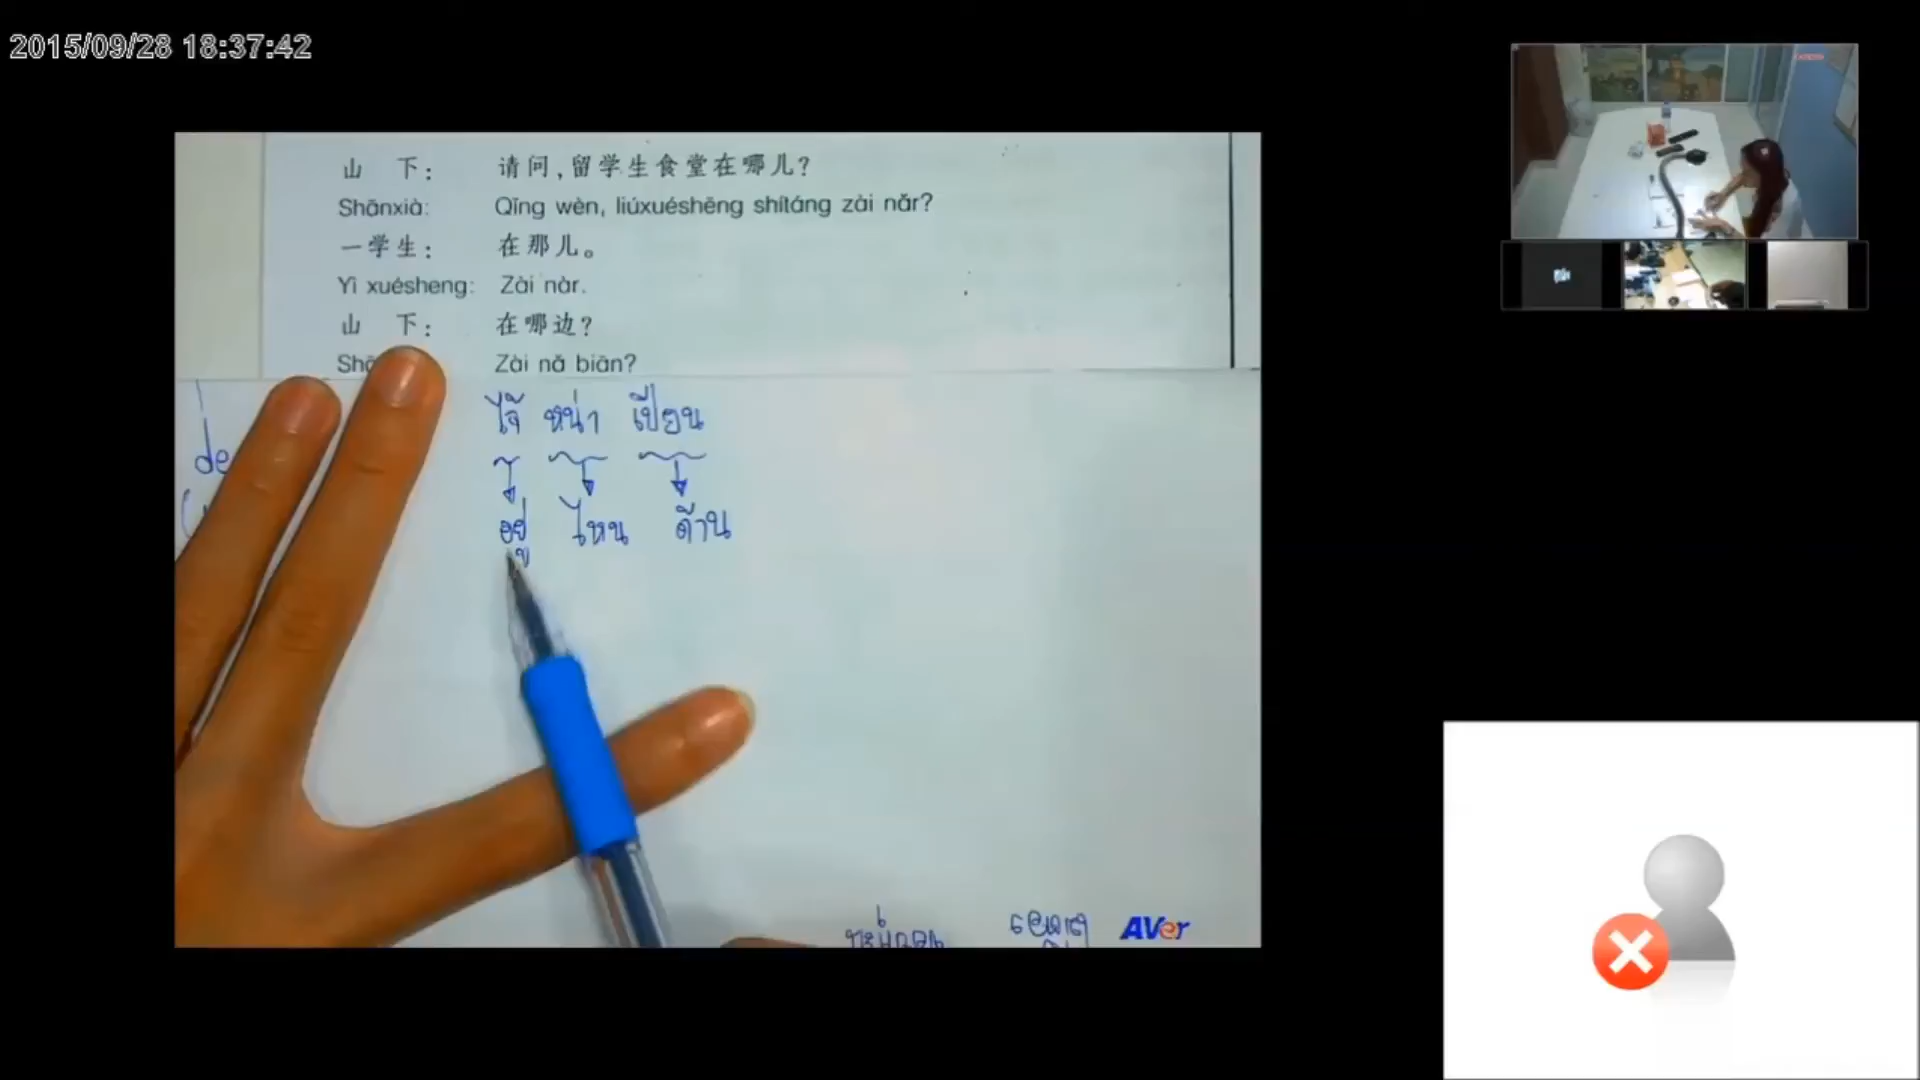 2015/09/28 18:37:42
山 下： 请问，留学生食堂在哪儿？
Shānxià: Qǐng wèn, liúxuéshēng shítáng zài nǎr?
一学生： 在那儿。
Yì xuésheng: Zài nàr.
山 下： 在哪边？
Shā Zài nǎ biān?
ไจ้ หน่า เปียน
de
อยู่ ไหน ด้าน
AVer